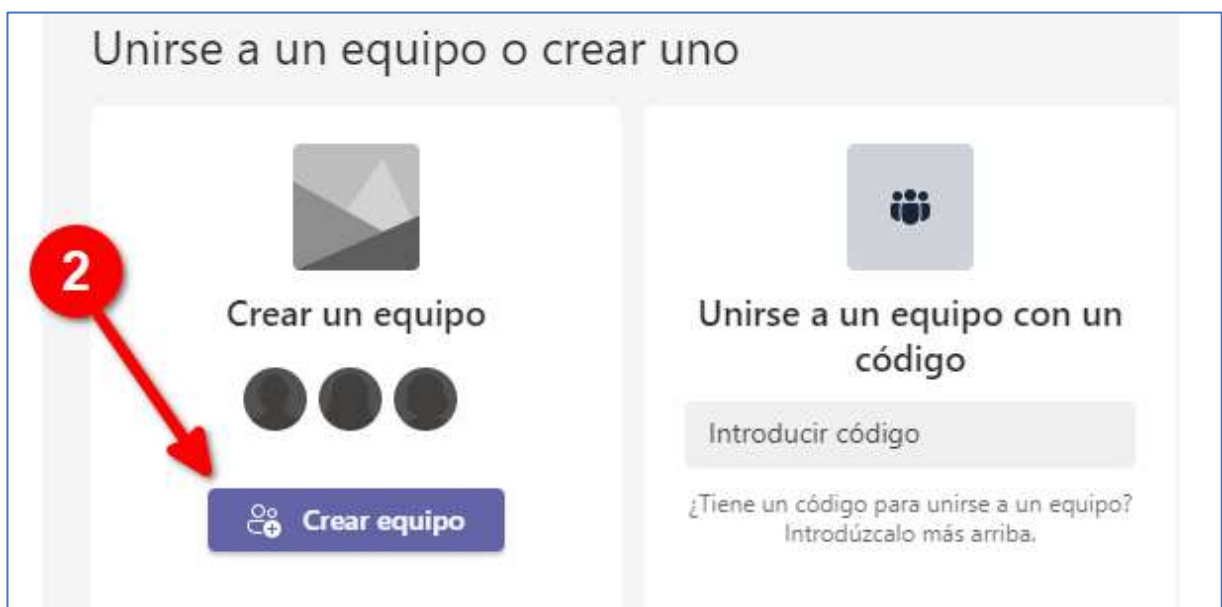 Unirse a un equipo o crear uno
2
Crear un equipo
Crear equipo
Unirse a un equipo con un
código
Introducir código
¿Tiene un código para unirse a un equipo?
Introdúzcalo más arriba.